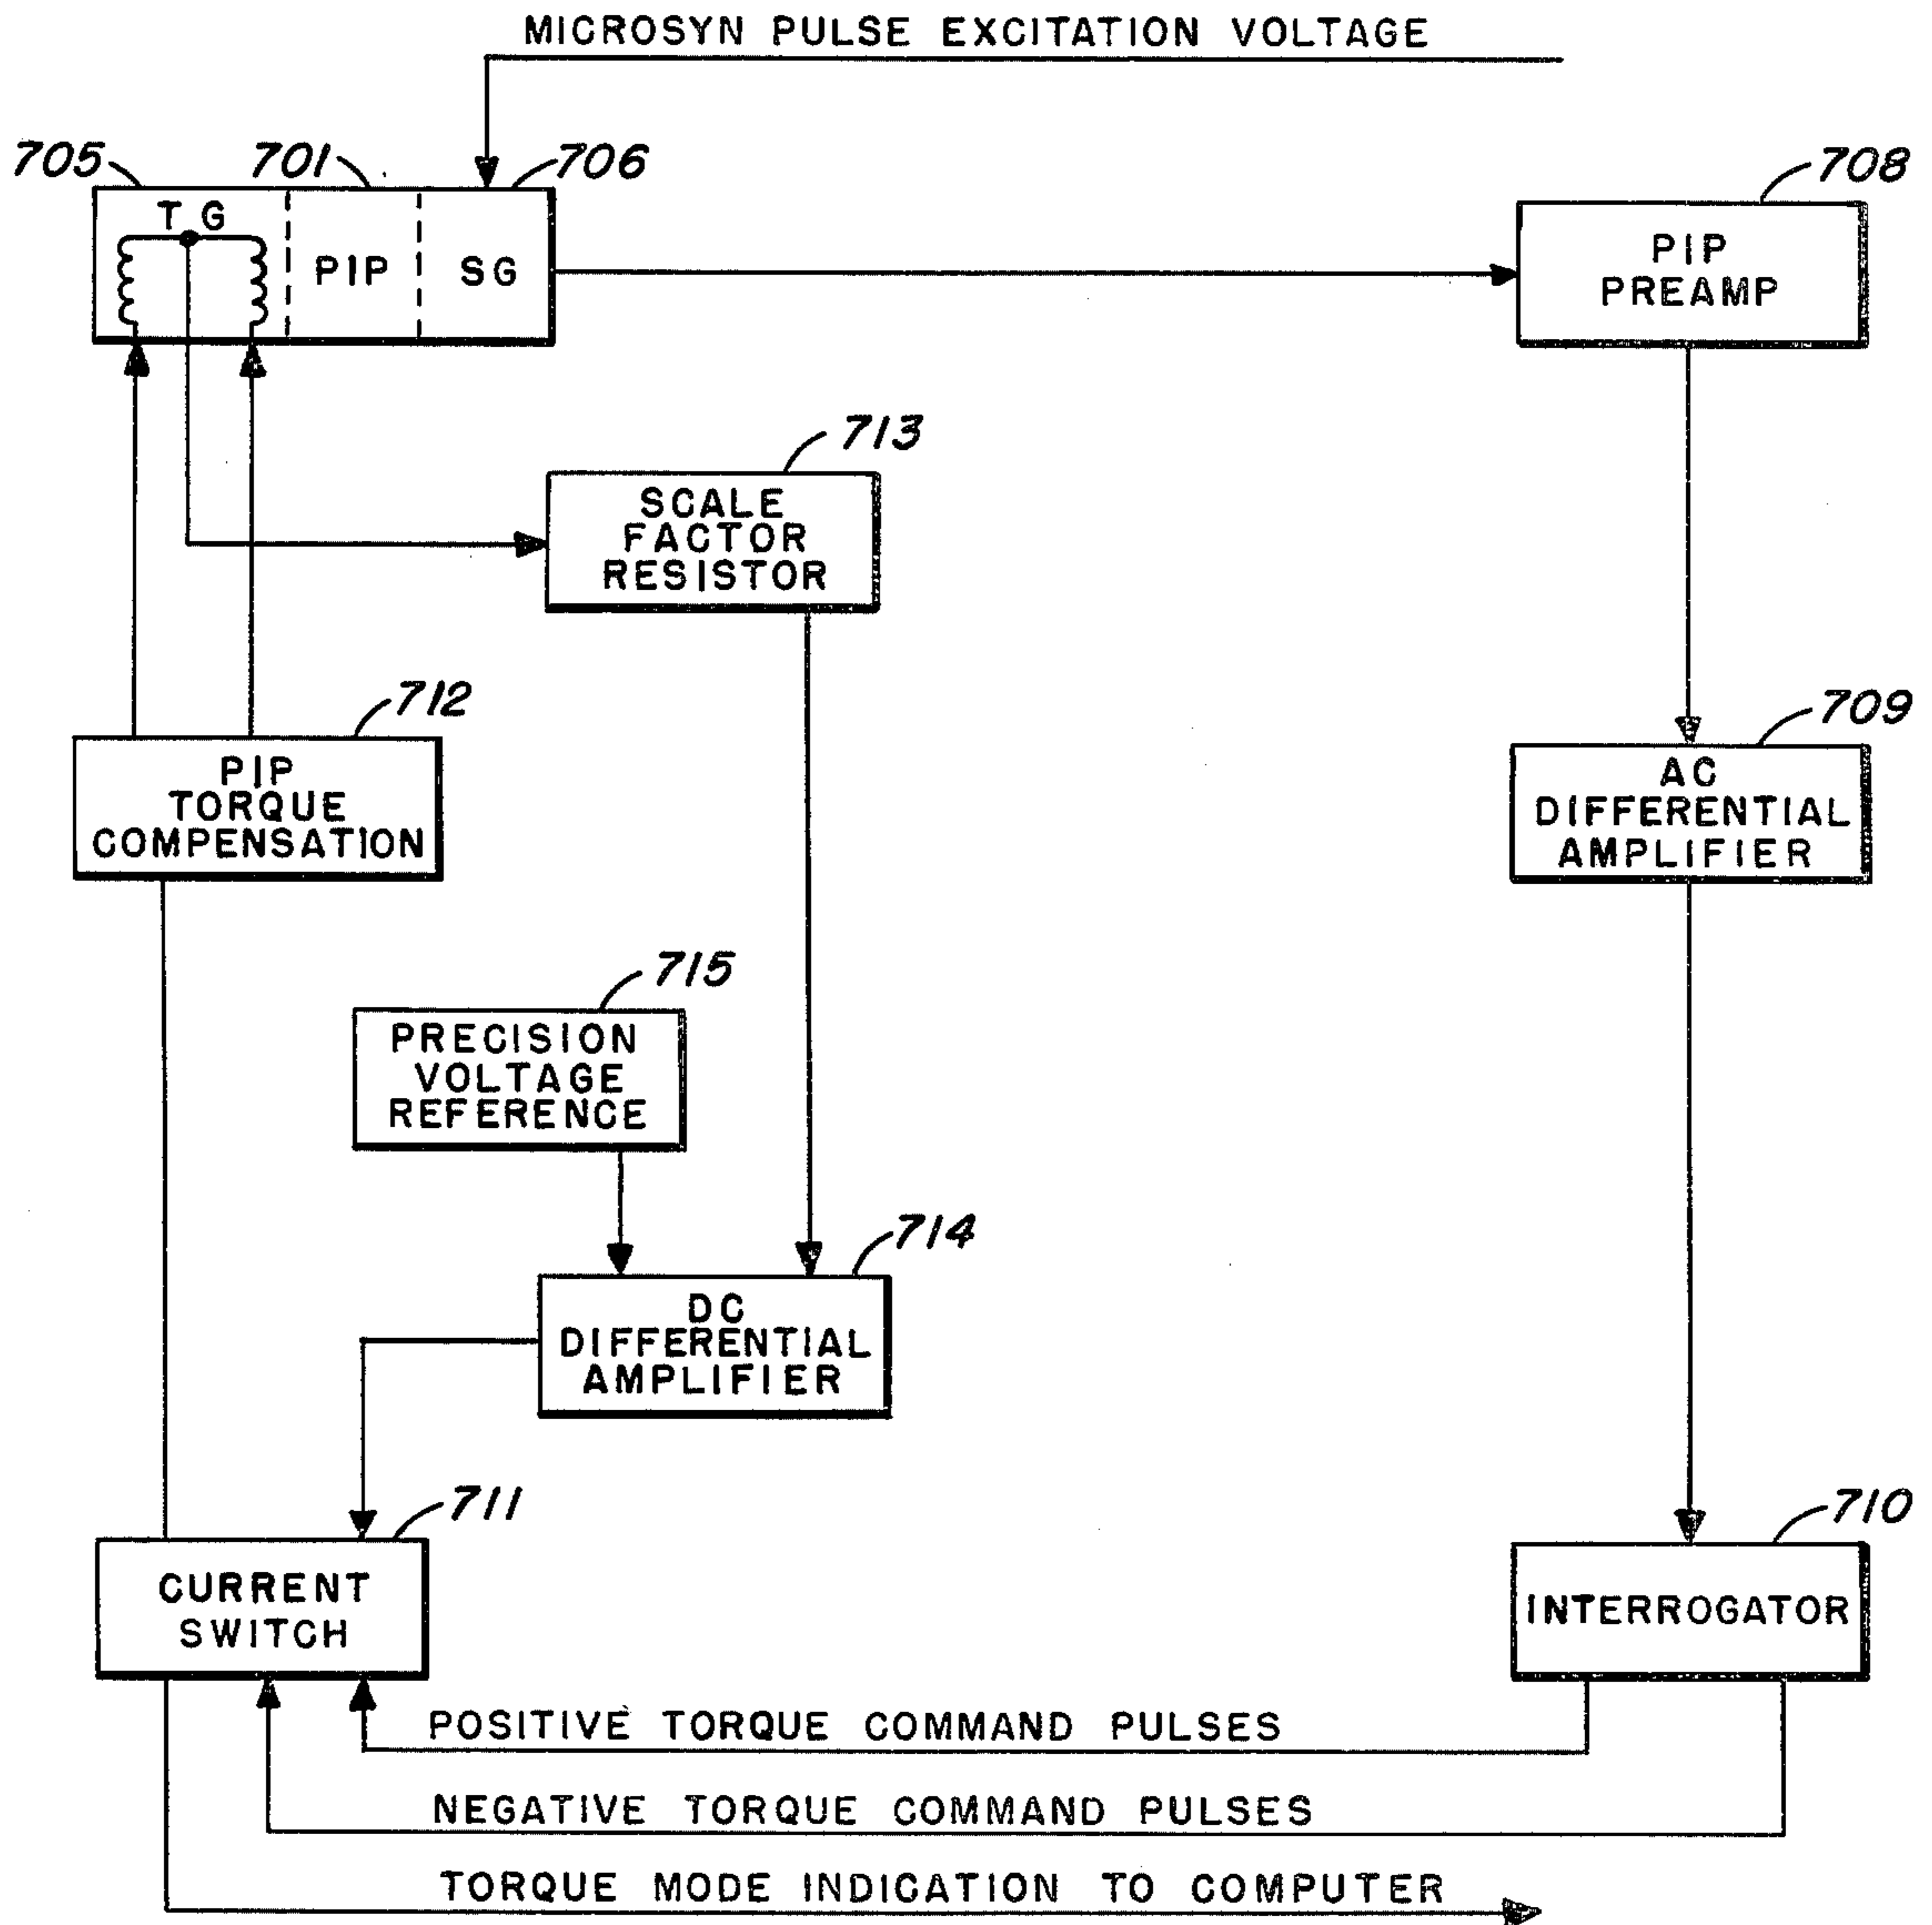 MICROSYN PULSE EXCITATION VOLTAGE
705
701
706
708
T G
PIP
SG
PIP
PREAMP
713
SCALE
FACTOR
RESISTOR
712
709
PIP
TORQUE
COMPENSATION
AC
DIFFERENTIAL
AMPLIFIER
715
PRECISION
VOLTAGE
REFERENCE
714
DC
DIFFERENTIAL
AMPLIFIER
711
710
CURRENT
SWITCH
INTERROGATOR
POSITIVE TORQUE COMMAND PULSES
NEGATIVE TORQUE COMMAND PULSES
TORQUE MODE INDICATION TO COMPUTER